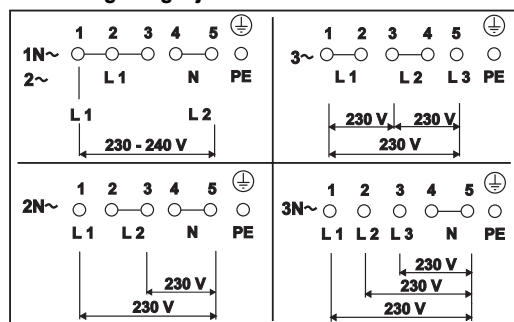 1 2 3 4 5
1N~
2~
L 1 N PE
L 1 L 2
230 - 240 V
1 2 3 4 5
3~
L 1 L 2 L 3 PE
230 V 230 V
230 V
1 2 3 4 5
2N~
L 1 L 2 N PE
230 V
230 V
1 2 3 4 5
3N~
L 1 L 2 L 3 N PE
230 V
230 V
230 V